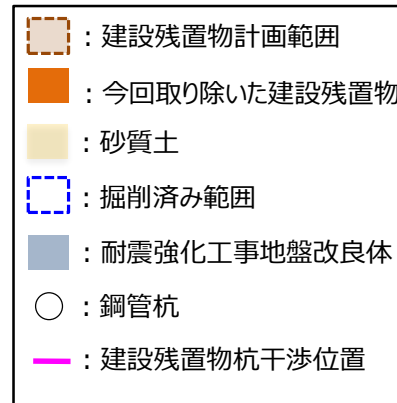 ：建設残置物計画範囲
：今回取り除いた建設残置物
：砂質土
：掘削済み範囲
：耐震強化工事地盤改良体
：鋼管杭
：建設残置物杭干渉位置